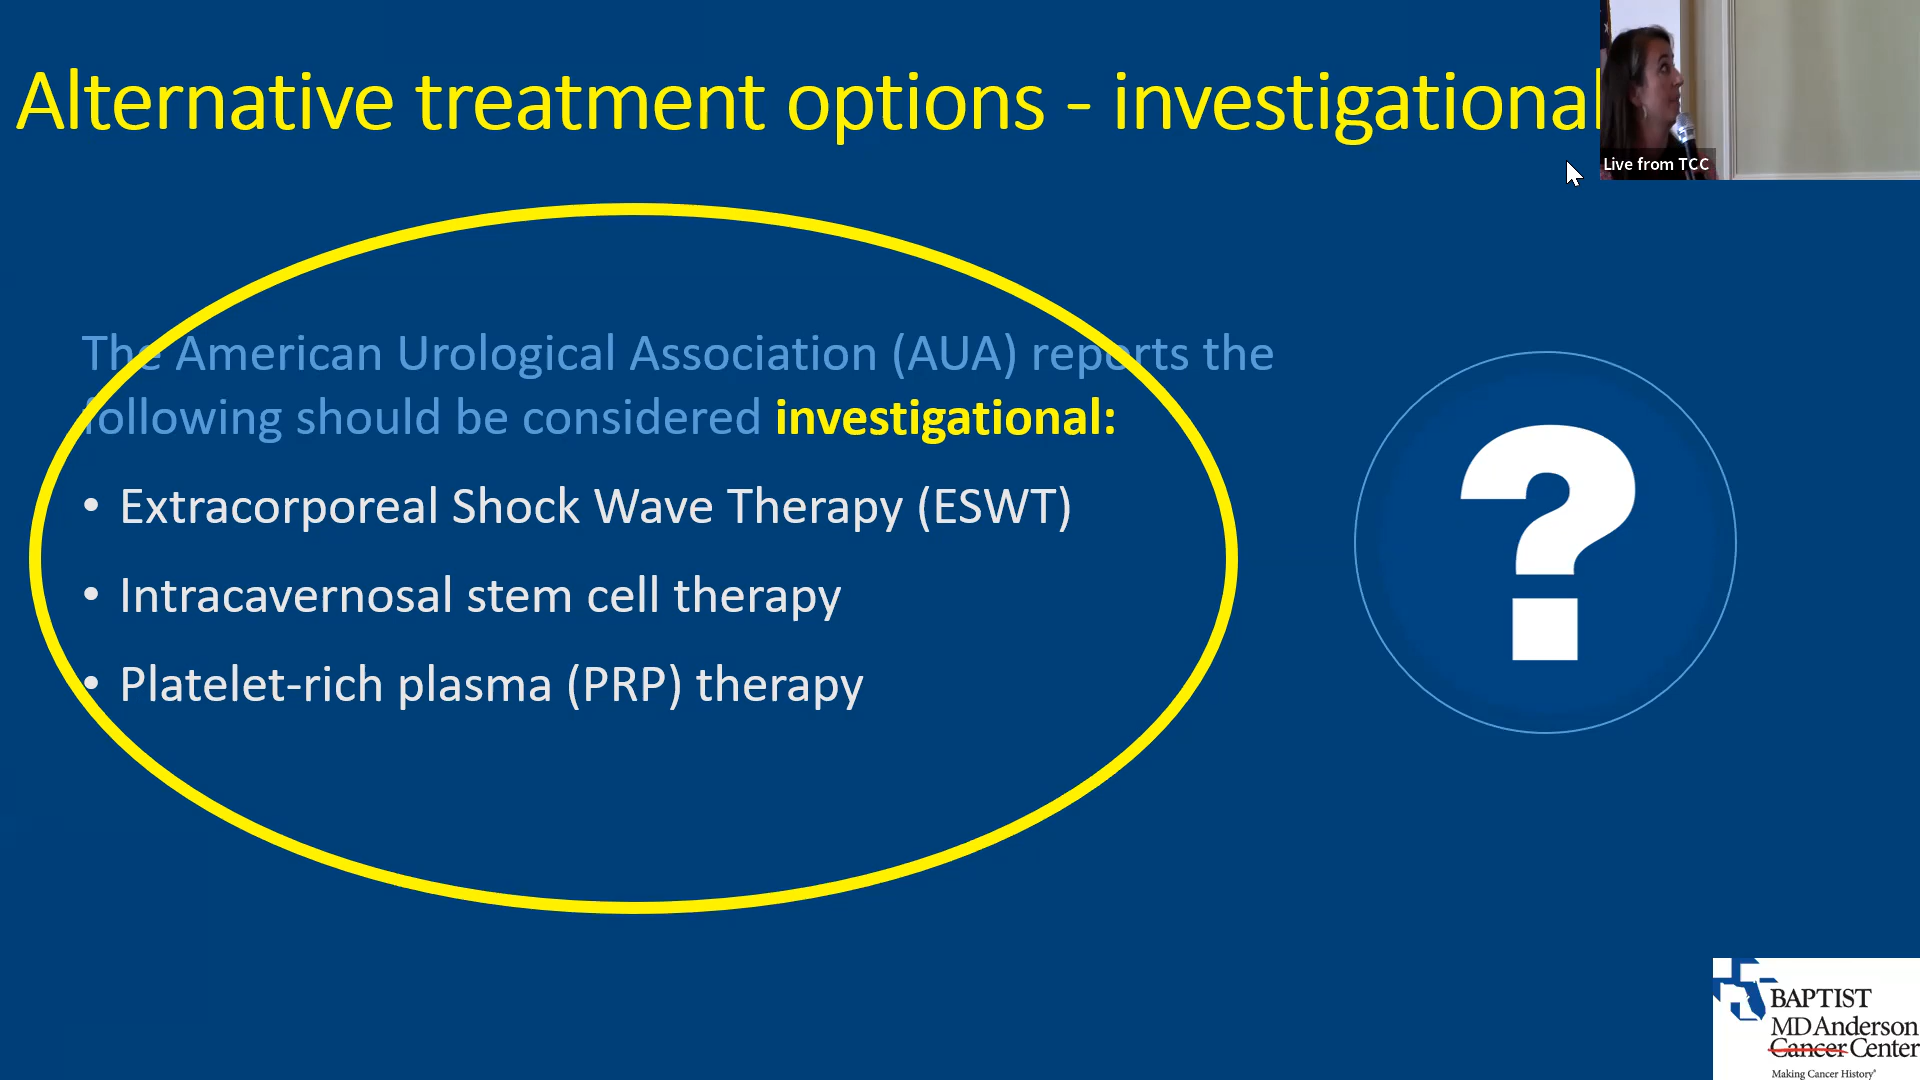 Alternative treatment options - investigational
Live from TCC
The American Urological Association (AUA) reports the
following should be considered investigational:
• Extracorporeal Shock Wave Therapy (ESWT)
• Intracavernosal stem cell therapy
• Platelet-rich plasma (PRP) therapy
?
BAPTIST
MD Anderson
Cancer Center
Making Cancer History®